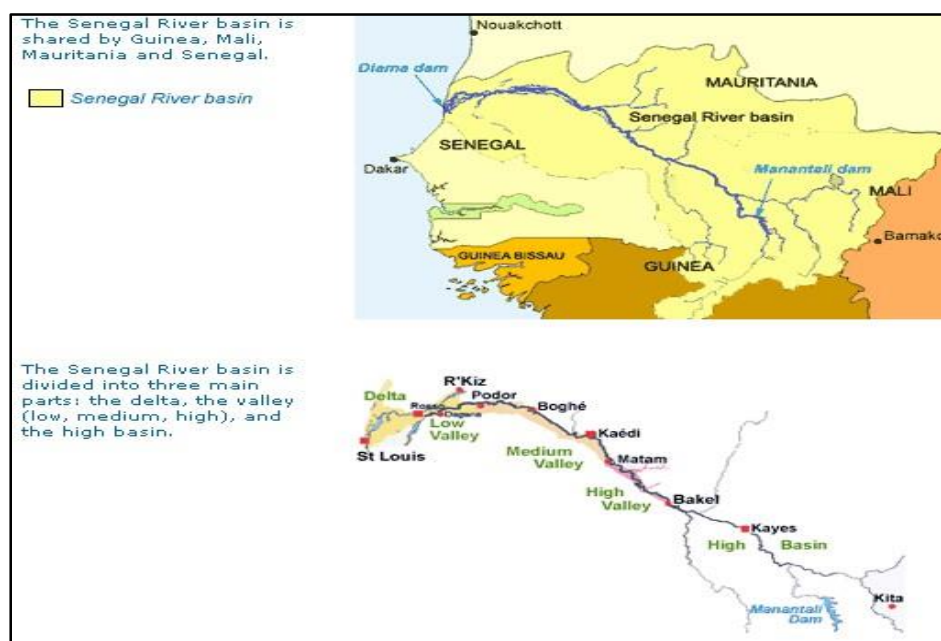 The Senegal River basin is
shared by Guinea, Mali,
Mauritania and Senegal.
Senegal River basin
Nouakchott
Diama dam
MAURITANIA
Senegal River basin
SENEGAL
Dakar
Manantali dam
MALI
Bamako
GUINEA BISSAU
GUINEA
The Senegal River basin is
divided into three main
parts: the delta, the valley
(low, medium, high), and
the high basin.
R'Kiz
Delta
Podor
Rosso
Dagana
Boghé
Low
Valley
Kaédi
St Louis
Medium
Valley
Matam
High
Valley
Bakel
Kayes
High Basin
Kita
Manantali
Dam